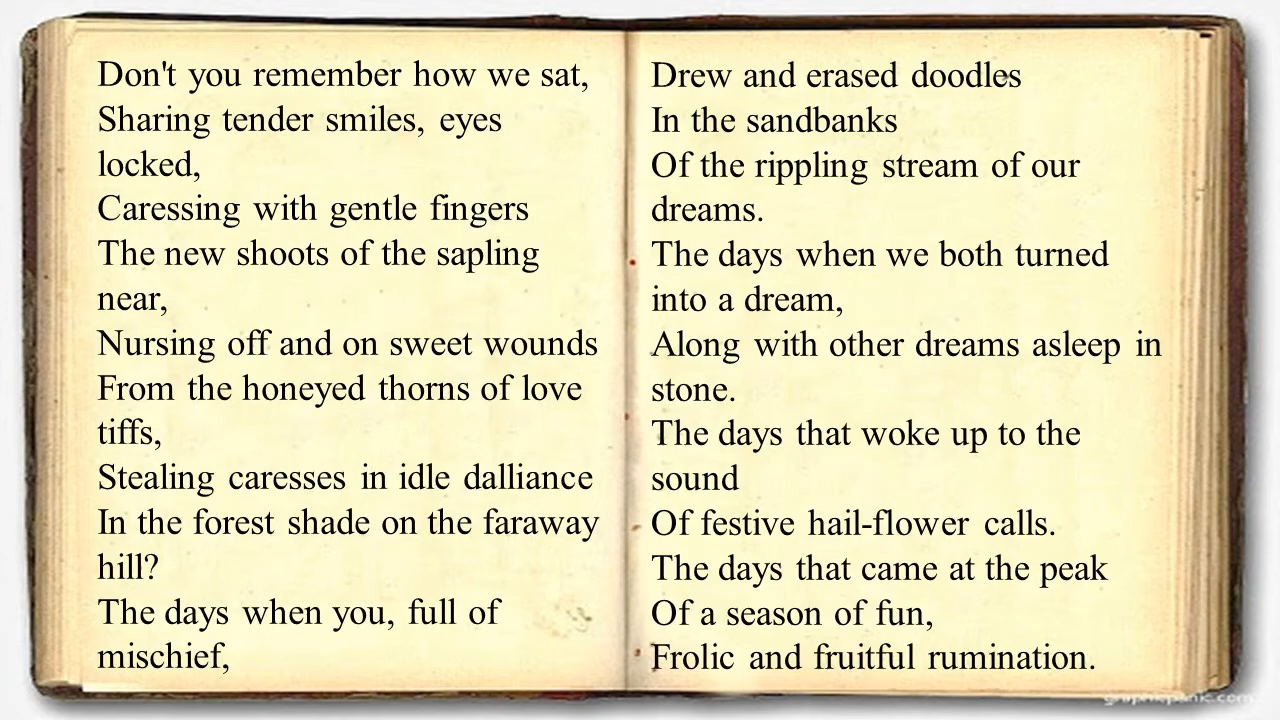 Don't you remember how we sat,
Sharing tender smiles, eyes
locked,
Caressing with gentle fingers
The new shoots of the sapling
near,
Nursing off and on sweet wounds
From the honeyed thorns of love
tiffs,
Stealing caresses in idle dalliance
In the forest shade on the faraway
hill?
The days when you, full of
mischief,
Drew and erased doodles
In the sandbanks
Of the rippling stream of our
dreams.
The days when we both turned
into a dream,
Along with other dreams asleep in
stone.
The days that woke up to the
sound
Of festive hail-flower calls.
The days that came at the peak
Of a season of fun,
Frolic and fruitful rumination.